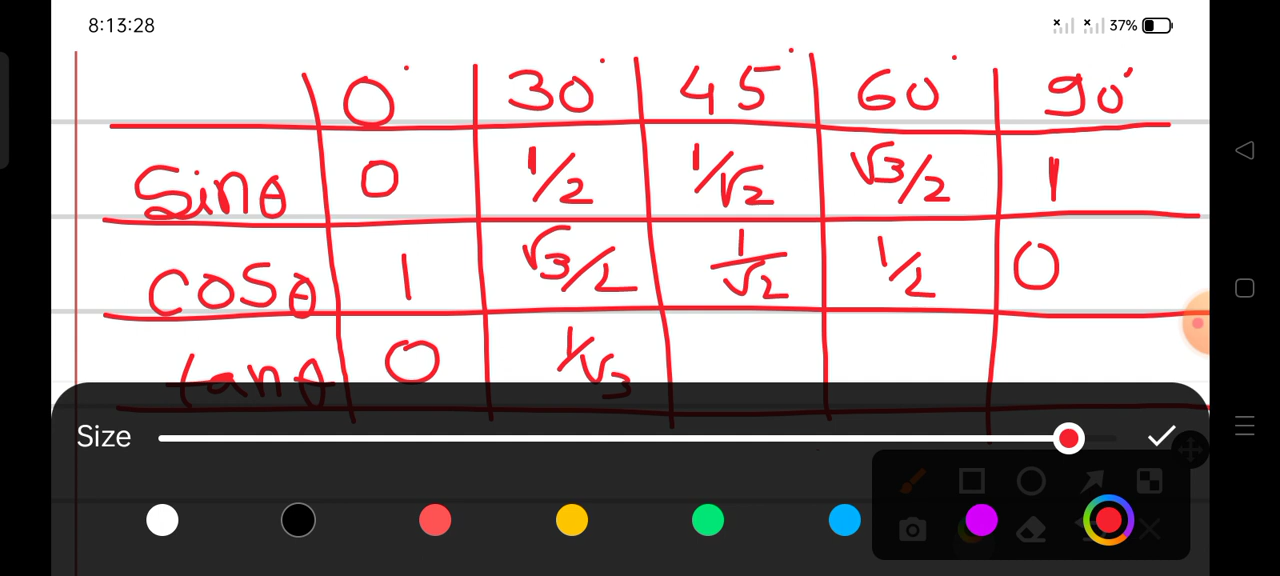 8:13:28 37%
0° 30° 45° 60° 90°
Sinθ 0 1/2 1/√2 √3/2 1
cosθ 1 √3/2 1/√2 1/2 0
tanθ 0 1/√3
Size